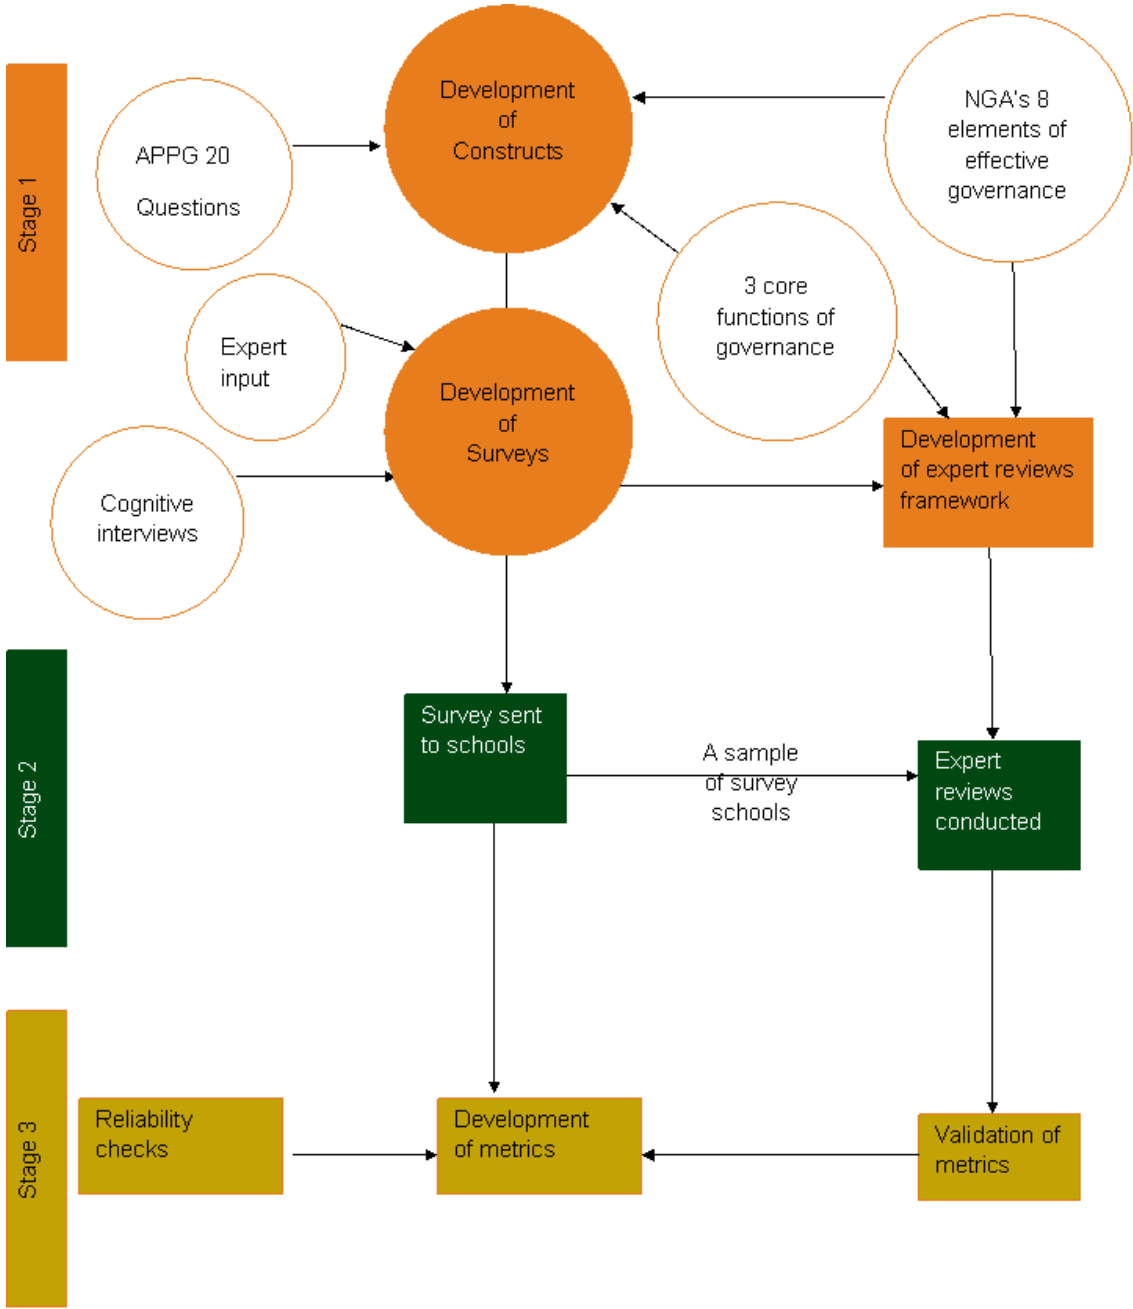 Stage 1
Development
of
Constructs
APPG 20
Questions
NGA's 8
elements of
effective
governance
3 core
functions of
governance
Expert
input
Development
of
Surveys
Cognitive
interviews
Development
of expert reviews
framework
Stage 2
Survey sent
to schools
A sample
of survey
schools
Expert
reviews
conducted
Stage 3
Reliability
checks
Development
of metrics
Validation of
metrics